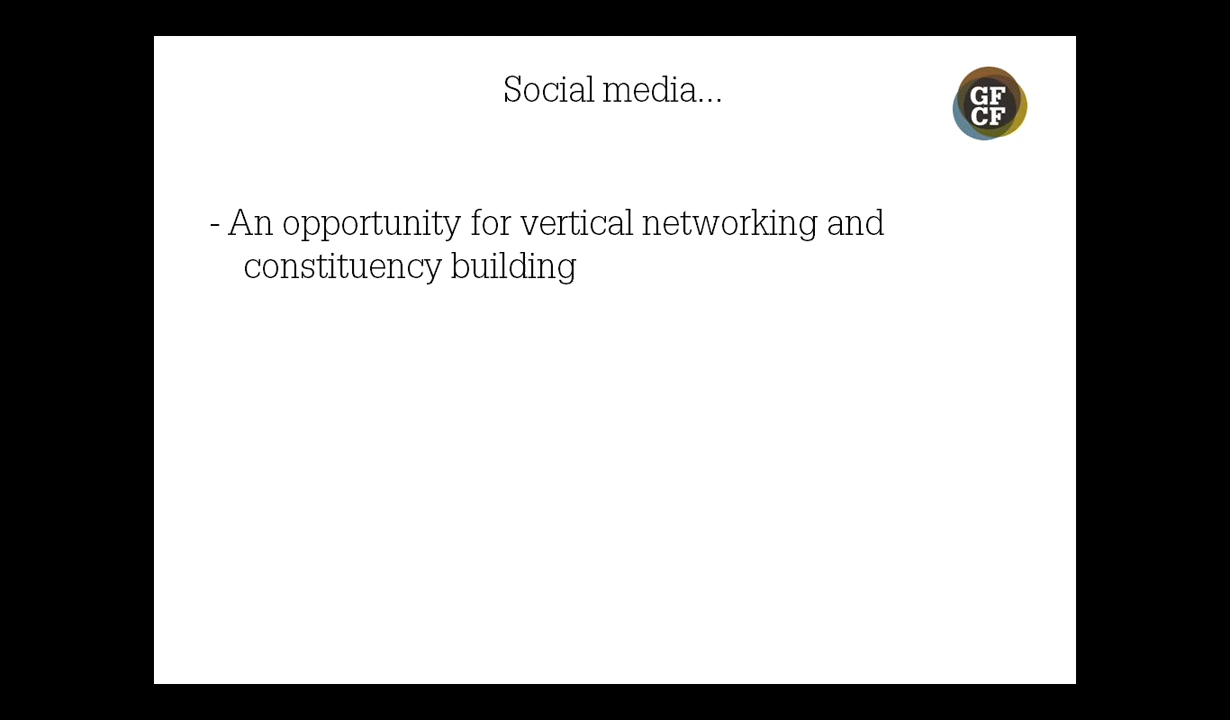 Social media...
GF
CF
- An opportunity for vertical networking and
constituency building